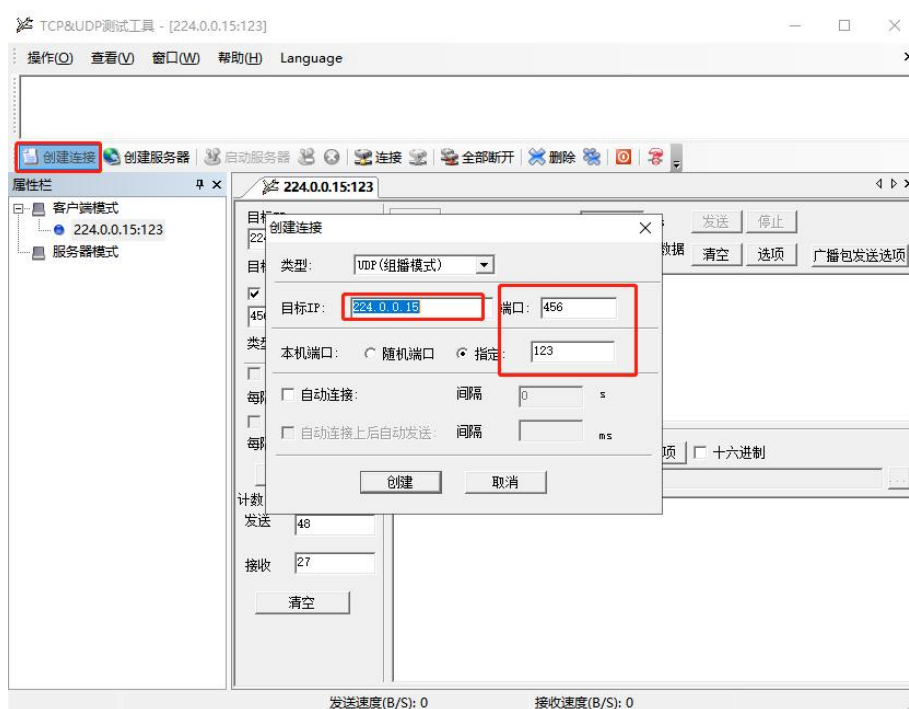 TCP&UDP测试工具 - [224.0.0.15:123]
操作(O) 查看(V) 窗口(W) 帮助(H) Language
创建连接 创建服务器 启动服务器 连接 全部断开 删除
属性栏
224.0.0.15:123
客户端模式
224.0.0.15:123
服务器模式
发送 停止
数据 清空 选项 广播包发送选项
创建连接
类型: UDP(组播模式)
目标IP: 224.0.0.15 端口: 456
本机端口: 随机端口 指定: 123
自动连接: 间隔 0 s
自动连接上后自动发送: 间隔 ms
创建 取消
项 十六进制
计数
发送 48
接收 27
清空
发送速度(B/S): 0 接收速度(B/S): 0